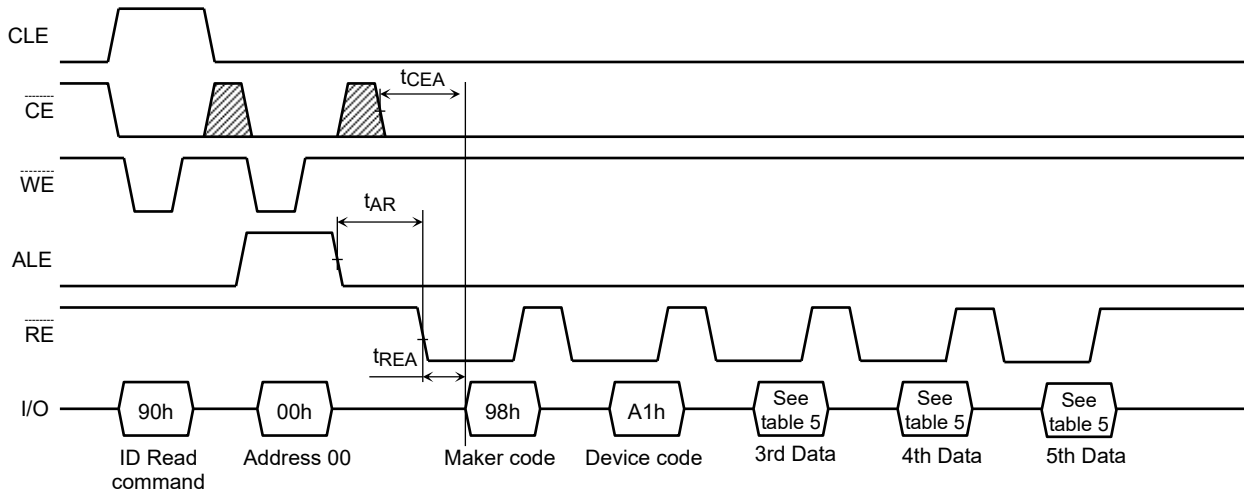 CLE
tCEA
CE
WE
tAR
ALE
RE
tREA
I/O
90h
00h
98h
A1h
See
table 5
See
table 5
See
table 5
ID Read
command
Address 00
Maker code
Device code
3rd Data
4th Data
5th Data